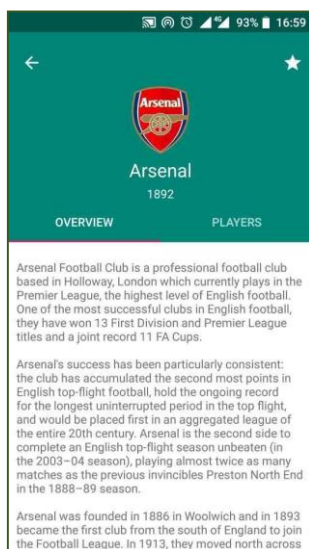 4G 93% 16:59
Arsenal
Arsenal
1892
OVERVIEW PLAYERS
Arsenal Football Club is a professional football club
based in Holloway, London which currently plays in the
Premier League, the highest level of English football.
One of the most successful clubs in English football,
they have won 13 First Division and Premier League
titles and a joint record 11 FA Cups.
Arsenal's success has been particularly consistent:
the club has accumulated the second most points in
English top-flight football, hold the ongoing record
for the longest uninterrupted period in the top flight,
and would be placed first in an aggregated league of
the entire 20th century. Arsenal is the second side to
complete an English top-flight season unbeaten (in
the 2003–04 season), playing almost twice as many
matches as the previous invincibles Preston North End
in the 1888–89 season.
Arsenal was founded in 1886 in Woolwich and in 1893
became the first club from the south of England to join
the Football League. In 1913, they moved north across